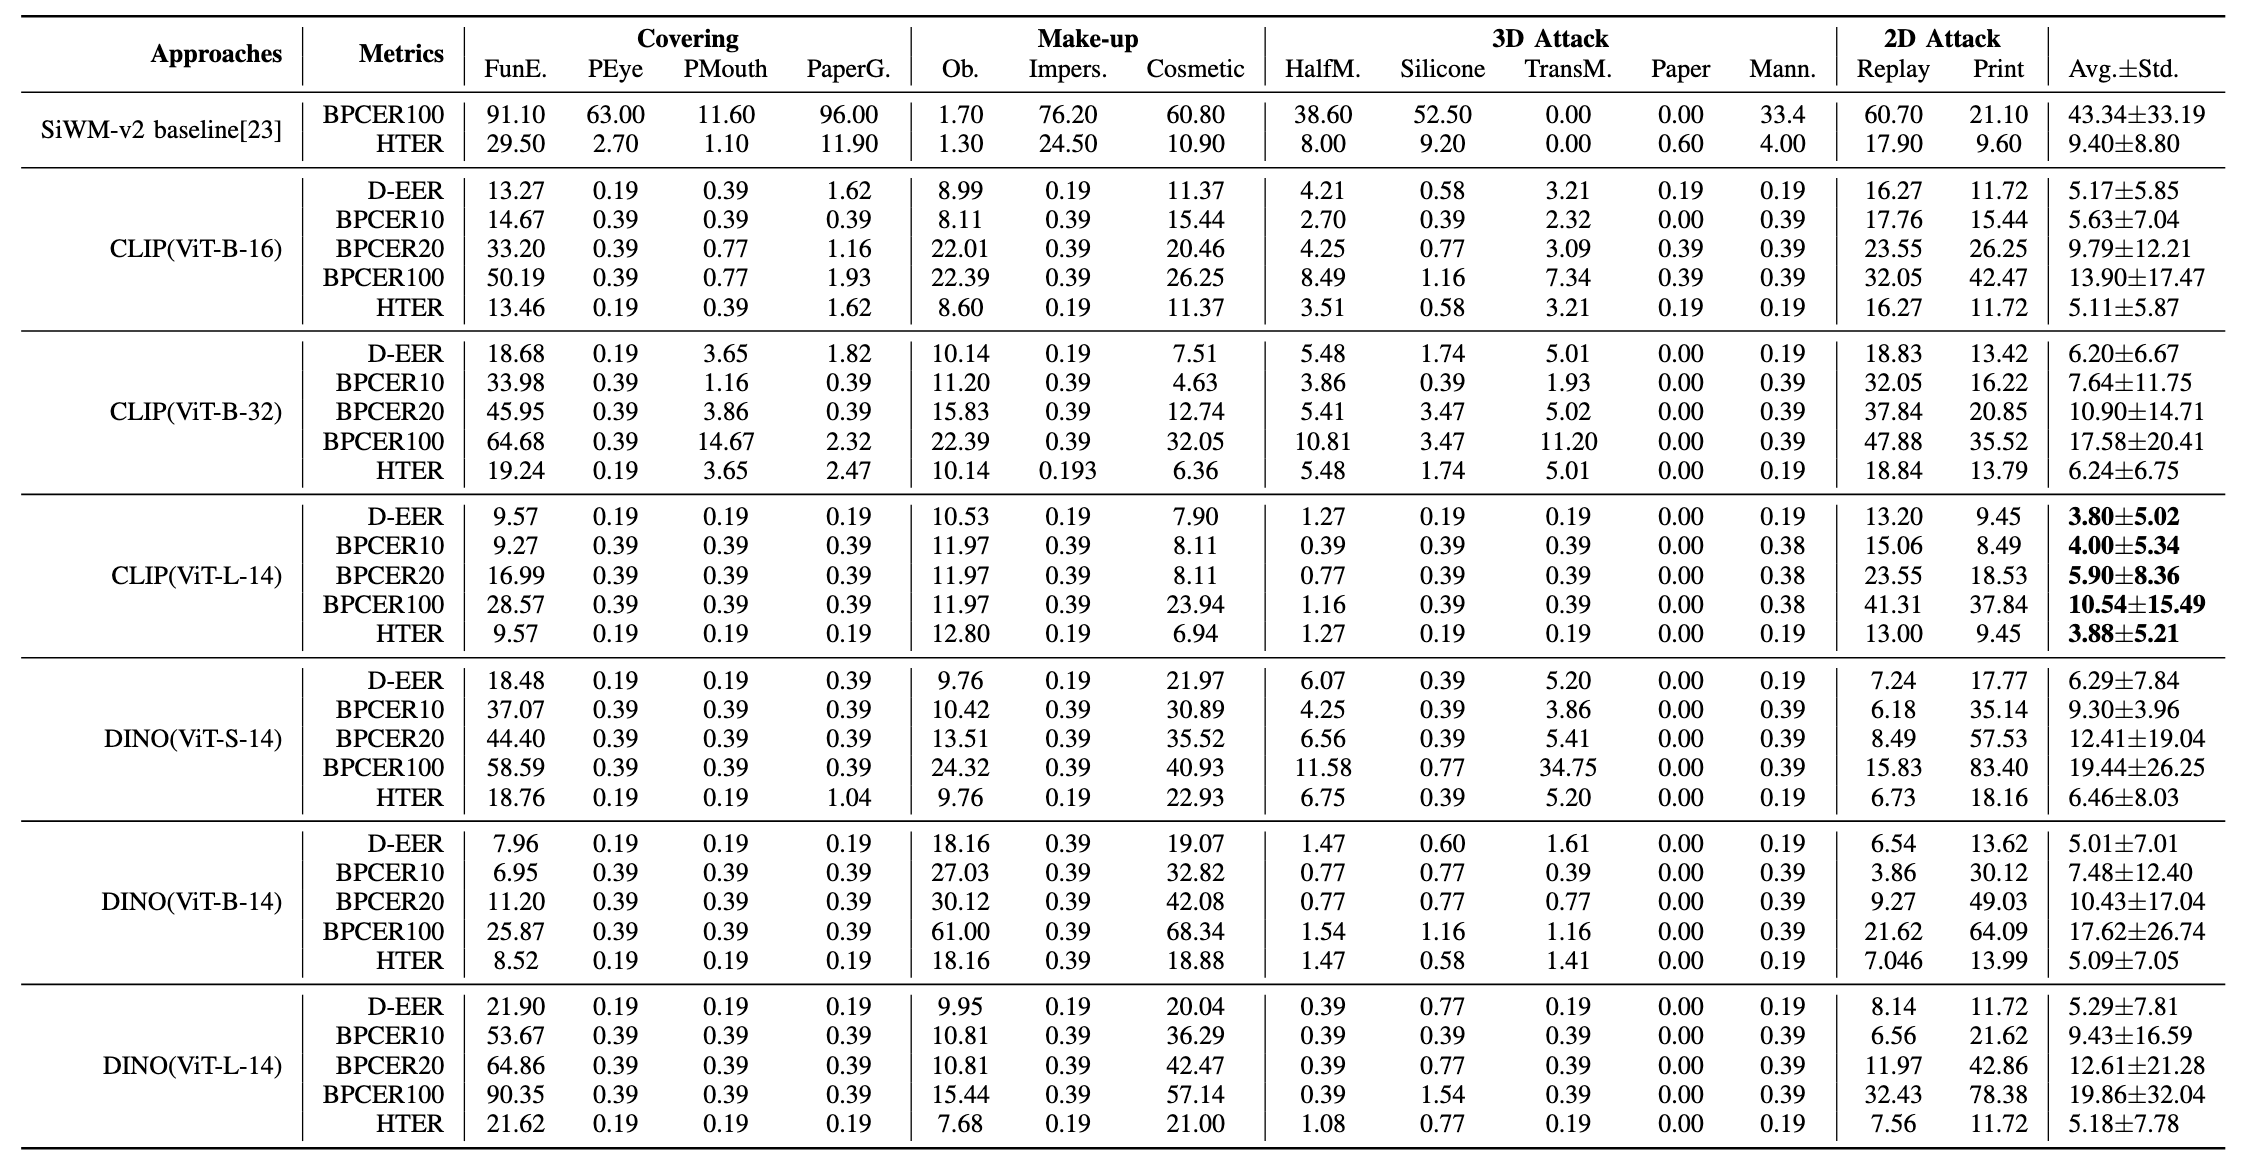 Approaches Metrics Covering Make-up 3D Attack 2D Attack
FunE. PEye PMouth PaperG. Ob. Impers. Cosmetic HalfM. Silicone TransM. Paper Mann. Replay Print Avg.±Std.
SiWM-v2 baseline[23] BPCER100 91.10 63.00 11.60 96.00 1.70 76.20 60.80 38.60 52.50 0.00 0.00 33.4 60.70 21.10 43.34±33.19
HTER 29.50 2.70 1.10 11.90 1.30 24.50 10.90 8.00 9.20 0.00 0.60 4.00 17.90 9.60 9.40±8.80
D-EER 13.27 0.19 0.39 1.62 8.99 0.19 11.37 4.21 0.58 3.21 0.19 0.19 16.27 11.72 5.17±5.85
BPCER10 14.67 0.39 0.39 0.39 8.11 0.39 15.44 2.70 0.39 2.32 0.00 0.39 17.76 15.44 5.63±7.04
CLIP(ViT-B-16) BPCER20 33.20 0.39 0.77 1.16 22.01 0.39 20.46 4.25 0.77 3.09 0.39 0.39 23.55 26.25 9.79±12.21
BPCER100 50.19 0.39 0.77 1.93 22.39 0.39 26.25 8.49 1.16 7.34 0.39 0.39 32.05 42.47 13.90±17.47
HTER 13.46 0.19 0.39 1.62 8.60 0.19 11.37 3.51 0.58 3.21 0.19 0.19 16.27 11.72 5.11±5.87
D-EER 18.68 0.19 3.65 1.82 10.14 0.19 7.51 5.48 1.74 5.01 0.00 0.19 18.83 13.42 6.20±6.67
BPCER10 33.98 0.39 1.16 0.39 11.20 0.39 4.63 3.86 0.39 1.93 0.00 0.39 32.05 16.22 7.64±11.75
CLIP(ViT-B-32) BPCER20 45.95 0.39 3.86 0.39 15.83 0.39 12.74 5.41 3.47 5.02 0.00 0.39 37.84 20.85 10.90±14.71
BPCER100 64.68 0.39 14.67 2.32 22.39 0.39 32.05 10.81 3.47 11.20 0.00 0.39 47.88 35.52 17.58±20.41
HTER 19.24 0.19 3.65 2.47 10.14 0.193 6.36 5.48 1.74 5.01 0.00 0.19 18.84 13.79 6.24±6.75
D-EER 9.57 0.19 0.19 0.19 10.53 0.19 7.90 1.27 0.19 0.19 0.00 0.19 13.20 9.45 3.80±5.02
BPCER10 9.27 0.39 0.39 0.39 11.97 0.39 8.11 0.39 0.39 0.39 0.00 0.38 15.06 8.49 4.00±5.34
CLIP(ViT-L-14) BPCER20 16.99 0.39 0.39 0.39 11.97 0.39 8.11 0.77 0.39 0.39 0.00 0.38 23.55 18.53 5.90±8.36
BPCER100 28.57 0.39 0.39 0.39 11.97 0.39 23.94 1.16 0.39 0.39 0.00 0.38 41.31 37.84 10.54±15.49
HTER 9.57 0.19 0.19 0.19 12.80 0.19 6.94 1.27 0.19 0.19 0.00 0.19 13.00 9.45 3.88±5.21
D-EER 18.48 0.19 0.19 0.39 9.76 0.19 21.97 6.07 0.39 5.20 0.00 0.19 7.24 17.77 6.29±7.84
BPCER10 37.07 0.39 0.39 0.39 10.42 0.39 30.89 4.25 0.39 3.86 0.00 0.39 6.18 35.14 9.30±3.96
DINO(ViT-S-14) BPCER20 44.40 0.39 0.39 0.39 13.51 0.39 35.52 6.56 0.39 5.41 0.00 0.39 8.49 57.53 12.41±19.04
BPCER100 58.59 0.39 0.39 0.39 24.32 0.39 40.93 11.58 0.77 34.75 0.00 0.39 15.83 83.40 19.44±26.25
HTER 18.76 0.19 0.19 1.04 9.76 0.19 22.93 6.75 0.39 5.20 0.00 0.19 6.73 18.16 6.46±8.03
D-EER 7.96 0.19 0.19 0.19 18.16 0.39 19.07 1.47 0.60 1.61 0.00 0.19 6.54 13.62 5.01±7.01
BPCER10 6.95 0.39 0.39 0.39 27.03 0.39 32.82 0.77 0.77 0.39 0.00 0.39 3.86 30.12 7.48±12.40
DINO(ViT-B-14) BPCER20 11.20 0.39 0.39 0.39 30.12 0.39 42.08 0.77 0.77 0.77 0.00 0.39 9.27 49.03 10.43±17.04
BPCER100 25.87 0.39 0.39 0.39 61.00 0.39 68.34 1.54 1.16 1.16 0.00 0.39 21.62 64.09 17.62±26.74
HTER 8.52 0.19 0.19 0.19 18.16 0.39 18.88 1.47 0.58 1.41 0.00 0.19 7.046 13.99 5.09±7.05
D-EER 21.90 0.19 0.19 0.19 9.95 0.19 20.04 0.39 0.77 0.19 0.00 0.19 8.14 11.72 5.29±7.81
BPCER10 53.67 0.39 0.39 0.39 10.81 0.39 36.29 0.39 0.39 0.39 0.00 0.39 6.56 21.62 9.43±16.59
DINO(ViT-L-14) BPCER20 64.86 0.39 0.39 0.39 10.81 0.39 42.47 0.39 0.77 0.39 0.00 0.39 11.97 42.86 12.61±21.28
BPCER100 90.35 0.39 0.39 0.39 15.44 0.39 57.14 0.39 1.54 0.39 0.00 0.39 32.43 78.38 19.86±32.04
HTER 21.62 0.19 0.19 0.19 7.68 0.19 21.00 1.08 0.77 0.19 0.00 0.19 7.56 11.72 5.18±7.78